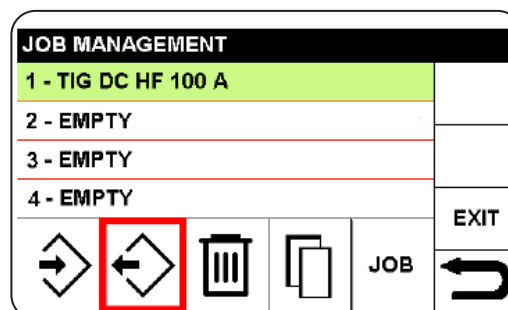 JOB MANAGEMENT
1 - TIG DC HF 100 A
2 - EMPTY
3 - EMPTY
4 - EMPTY
EXIT
JOB